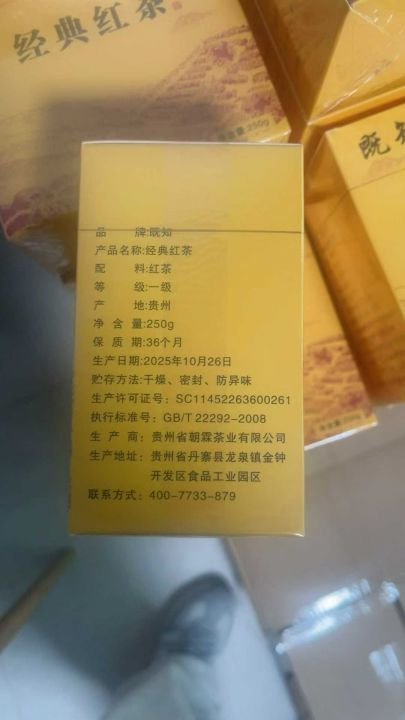 经典红茶
250g
既知
品 牌:既知
产品名称:经典红茶
配 料:红茶
等 级:一级
产 地:贵州
净 含 量:250g
保 质 期:36个月
生产日期:2025年10月26日
贮存方法:干燥、密封、防异味
生产许可证号: SC11452263600261
执行标准号: GB/T 22292-2008
生 产 商: 贵州省朝霖茶业有限公司
生产地址: 贵州省丹寨县龙泉镇金钟
开发区食品工业园区
联系方式: 400-7733-879